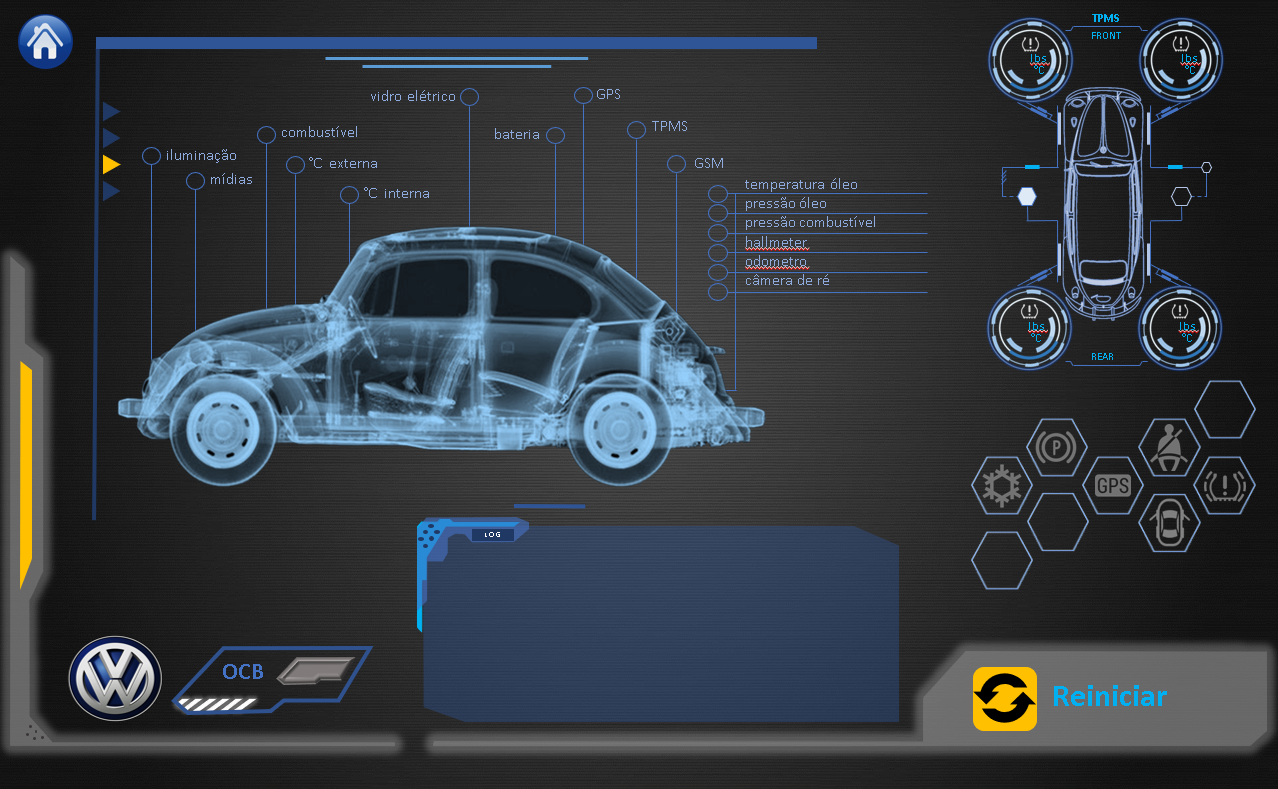 TPMS
FRONT
lbs
°C
lbs
°C
vidro elétrico
GPS
combustível
bateria
TPMS
iluminação
°C externa
GSM
mídias
°C interna
temperatura óleo
pressão óleo
pressão combustível
hallmeter
odometro
câmera de ré
lbs
°C
lbs
°C
REAR
P
GPS
LOG
OCB
Reiniciar